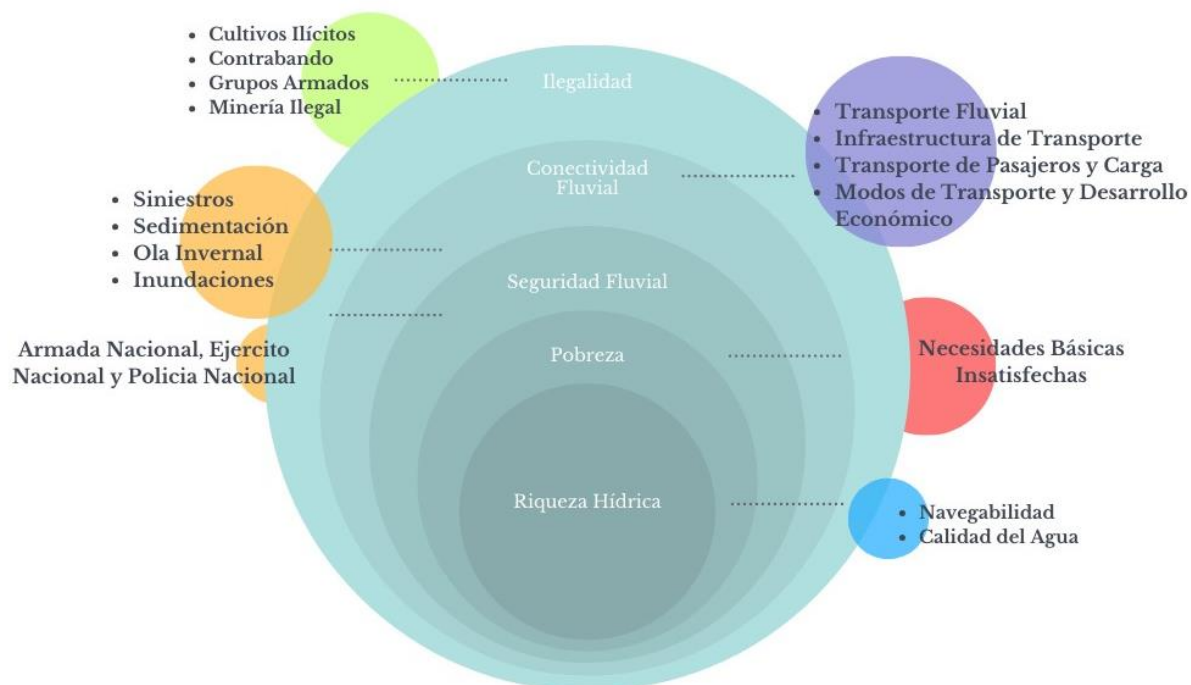 • Cultivos Ilícitos
• Contrabando
• Grupos Armados
• Minería Ilegal
Ilegalidad
• Transporte Fluvial
• Infraestructura de Transporte
• Transporte de Pasajeros y Carga
• Modos de Transporte y Desarrollo
Económico
Conectividad
Fluvial
• Siniestros
• Sedimentación
• Ola Invernal
• Inundaciones
Seguridad Fluvial
Armada Nacional, Ejercito
Nacional y Policia Nacional
Pobreza
Necesidades Básicas
Insatisfechas
Riqueza Hídrica
• Navegabilidad
• Calidad del Agua